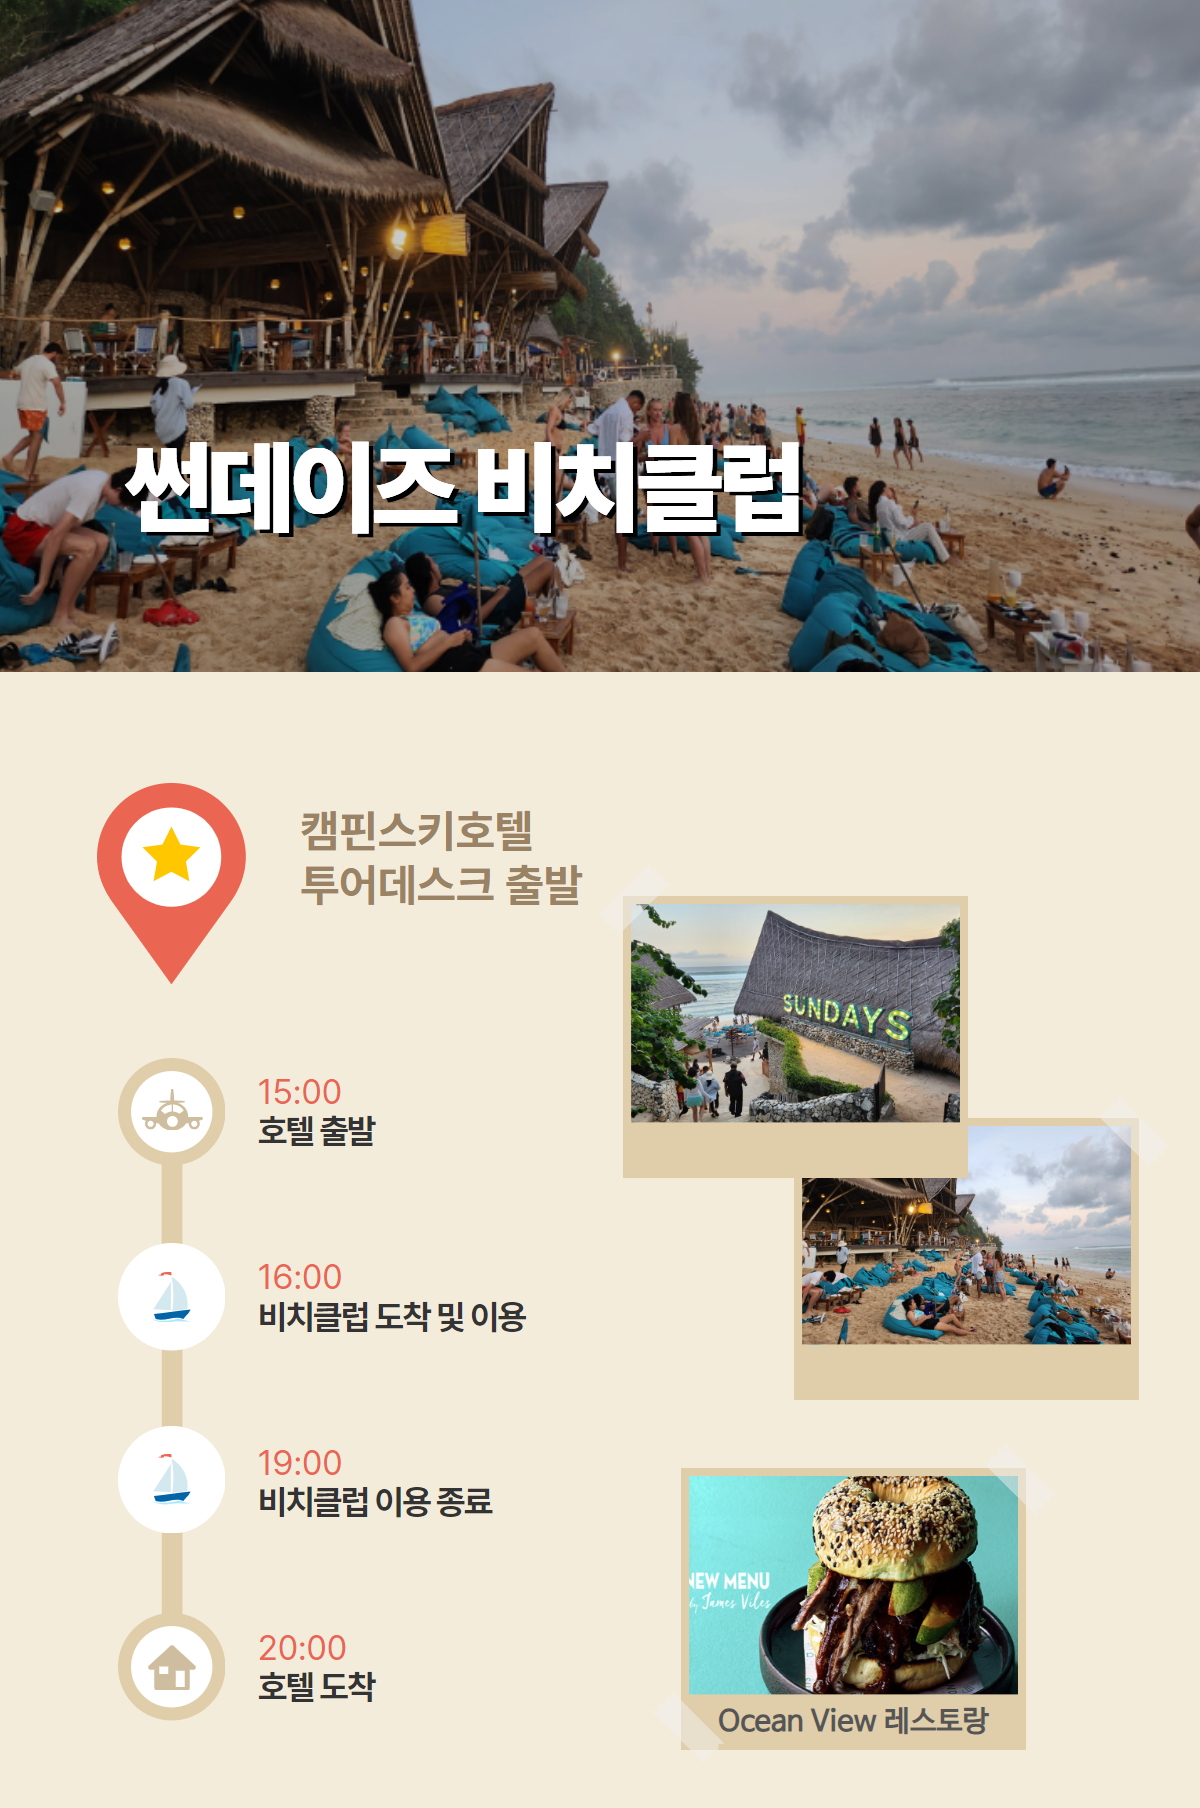 썬데이즈 비치클럽
캠핀스키호텔
투어데스크 출발
SUNDAYS
15:00
호텔 출발
16:00
비치클럽 도착 및 이용
19:00
비치클럽 이용 종료
NEW MENU
by James Viles
20:00
호텔 도착
Ocean View 레스토랑